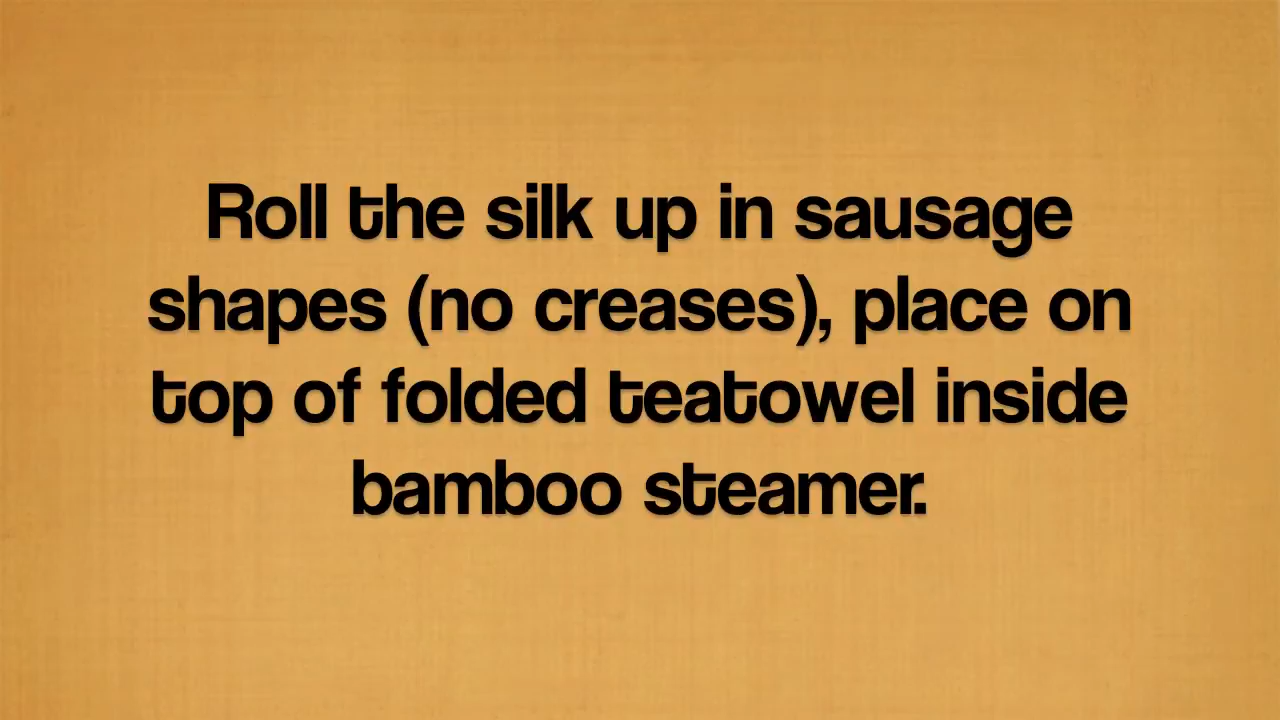 Roll the silk up in sausage
shapes (no creases), place on
top of folded teatowel inside
bamboo steamer.